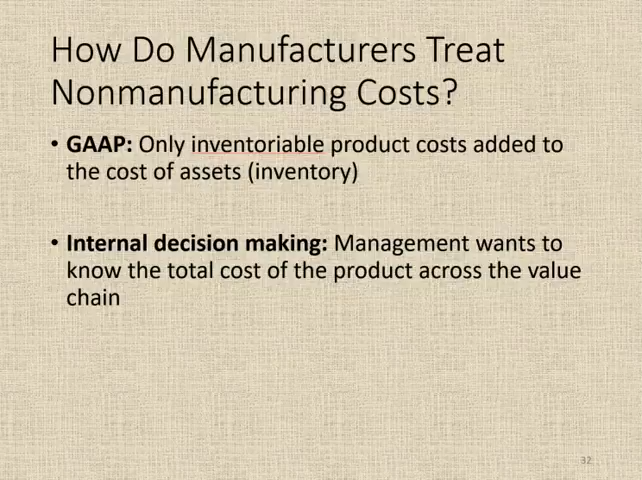 How Do Manufacturers Treat
Nonmanufacturing Costs?
• GAAP: Only inventoriable product costs added to
the cost of assets (inventory)
• Internal decision making: Management wants to
know the total cost of the product across the value
chain
32